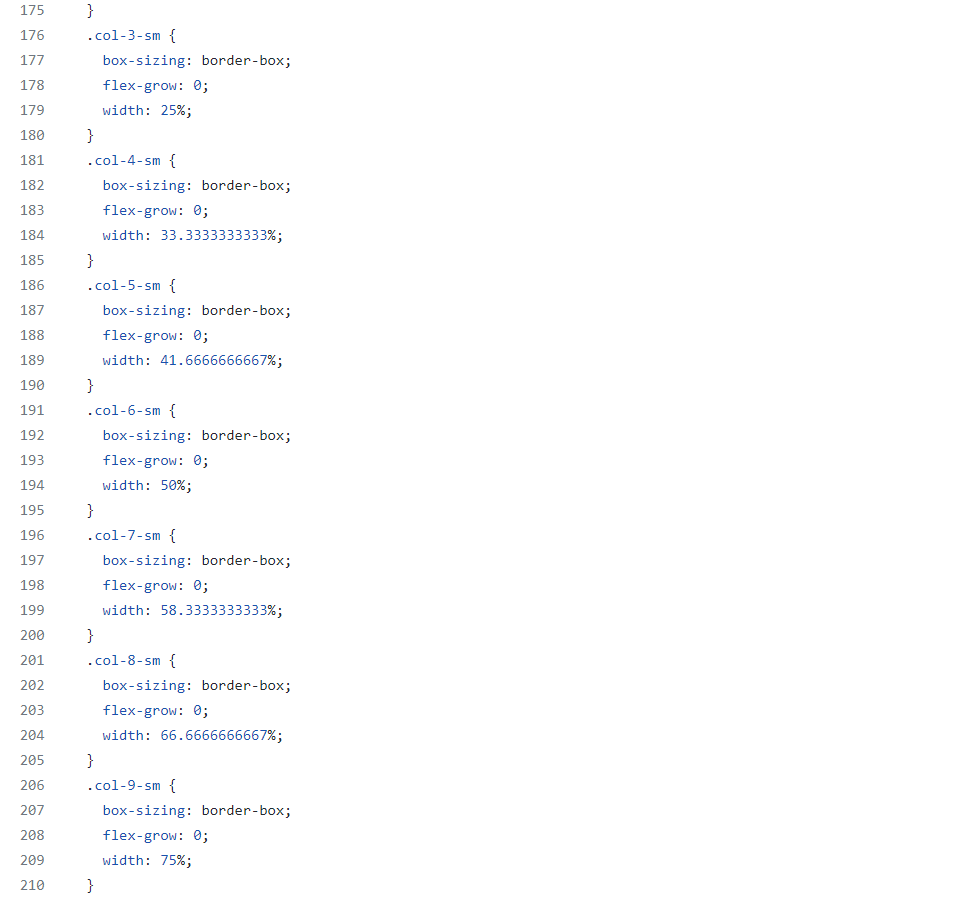 175 }
176 .col-3-sm {
177 box-sizing: border-box;
178 flex-grow: 0;
179 width: 25%;
180 }
181 .col-4-sm {
182 box-sizing: border-box;
183 flex-grow: 0;
184 width: 33.3333333333%;
185 }
186 .col-5-sm {
187 box-sizing: border-box;
188 flex-grow: 0;
189 width: 41.6666666667%;
190 }
191 .col-6-sm {
192 box-sizing: border-box;
193 flex-grow: 0;
194 width: 50%;
195 }
196 .col-7-sm {
197 box-sizing: border-box;
198 flex-grow: 0;
199 width: 58.3333333333%;
200 }
201 .col-8-sm {
202 box-sizing: border-box;
203 flex-grow: 0;
204 width: 66.6666666667%;
205 }
206 .col-9-sm {
207 box-sizing: border-box;
208 flex-grow: 0;
209 width: 75%;
210 }